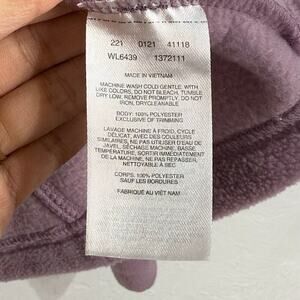 221 0121 41118
WL6439 1372111
MADE IN VIETNAM
MACHINE WASH COLD GENTLE, WITH
LIKE COLORS, DO NOT BLEACH, TUMBLE
DRY LOW, REMOVE PROMPTLY, DO NOT
IRON, DRYCLEANABLE
BODY: 100% POLYESTER
EXCLUSIVE OF TRIMMING
LAVAGE MACHINE A FROID, CYCLE
DÉLICAT, AVEC DES COULEURS
SIMILAIRES, NE PAS UTILISER D'EAU DE
JAVEL, SÉCHAGE MACHINE, BASSE
TEMPÉRATURE, SORTIR IMMÉDIATEMENT
DE LA MACHINE, NE PAS REPASSER,
NETTOYABLE A SEC
CORPS: 100% POLYESTER
SAUF LES BORDURES
FABRIQUÉ AU VIÊT NAM